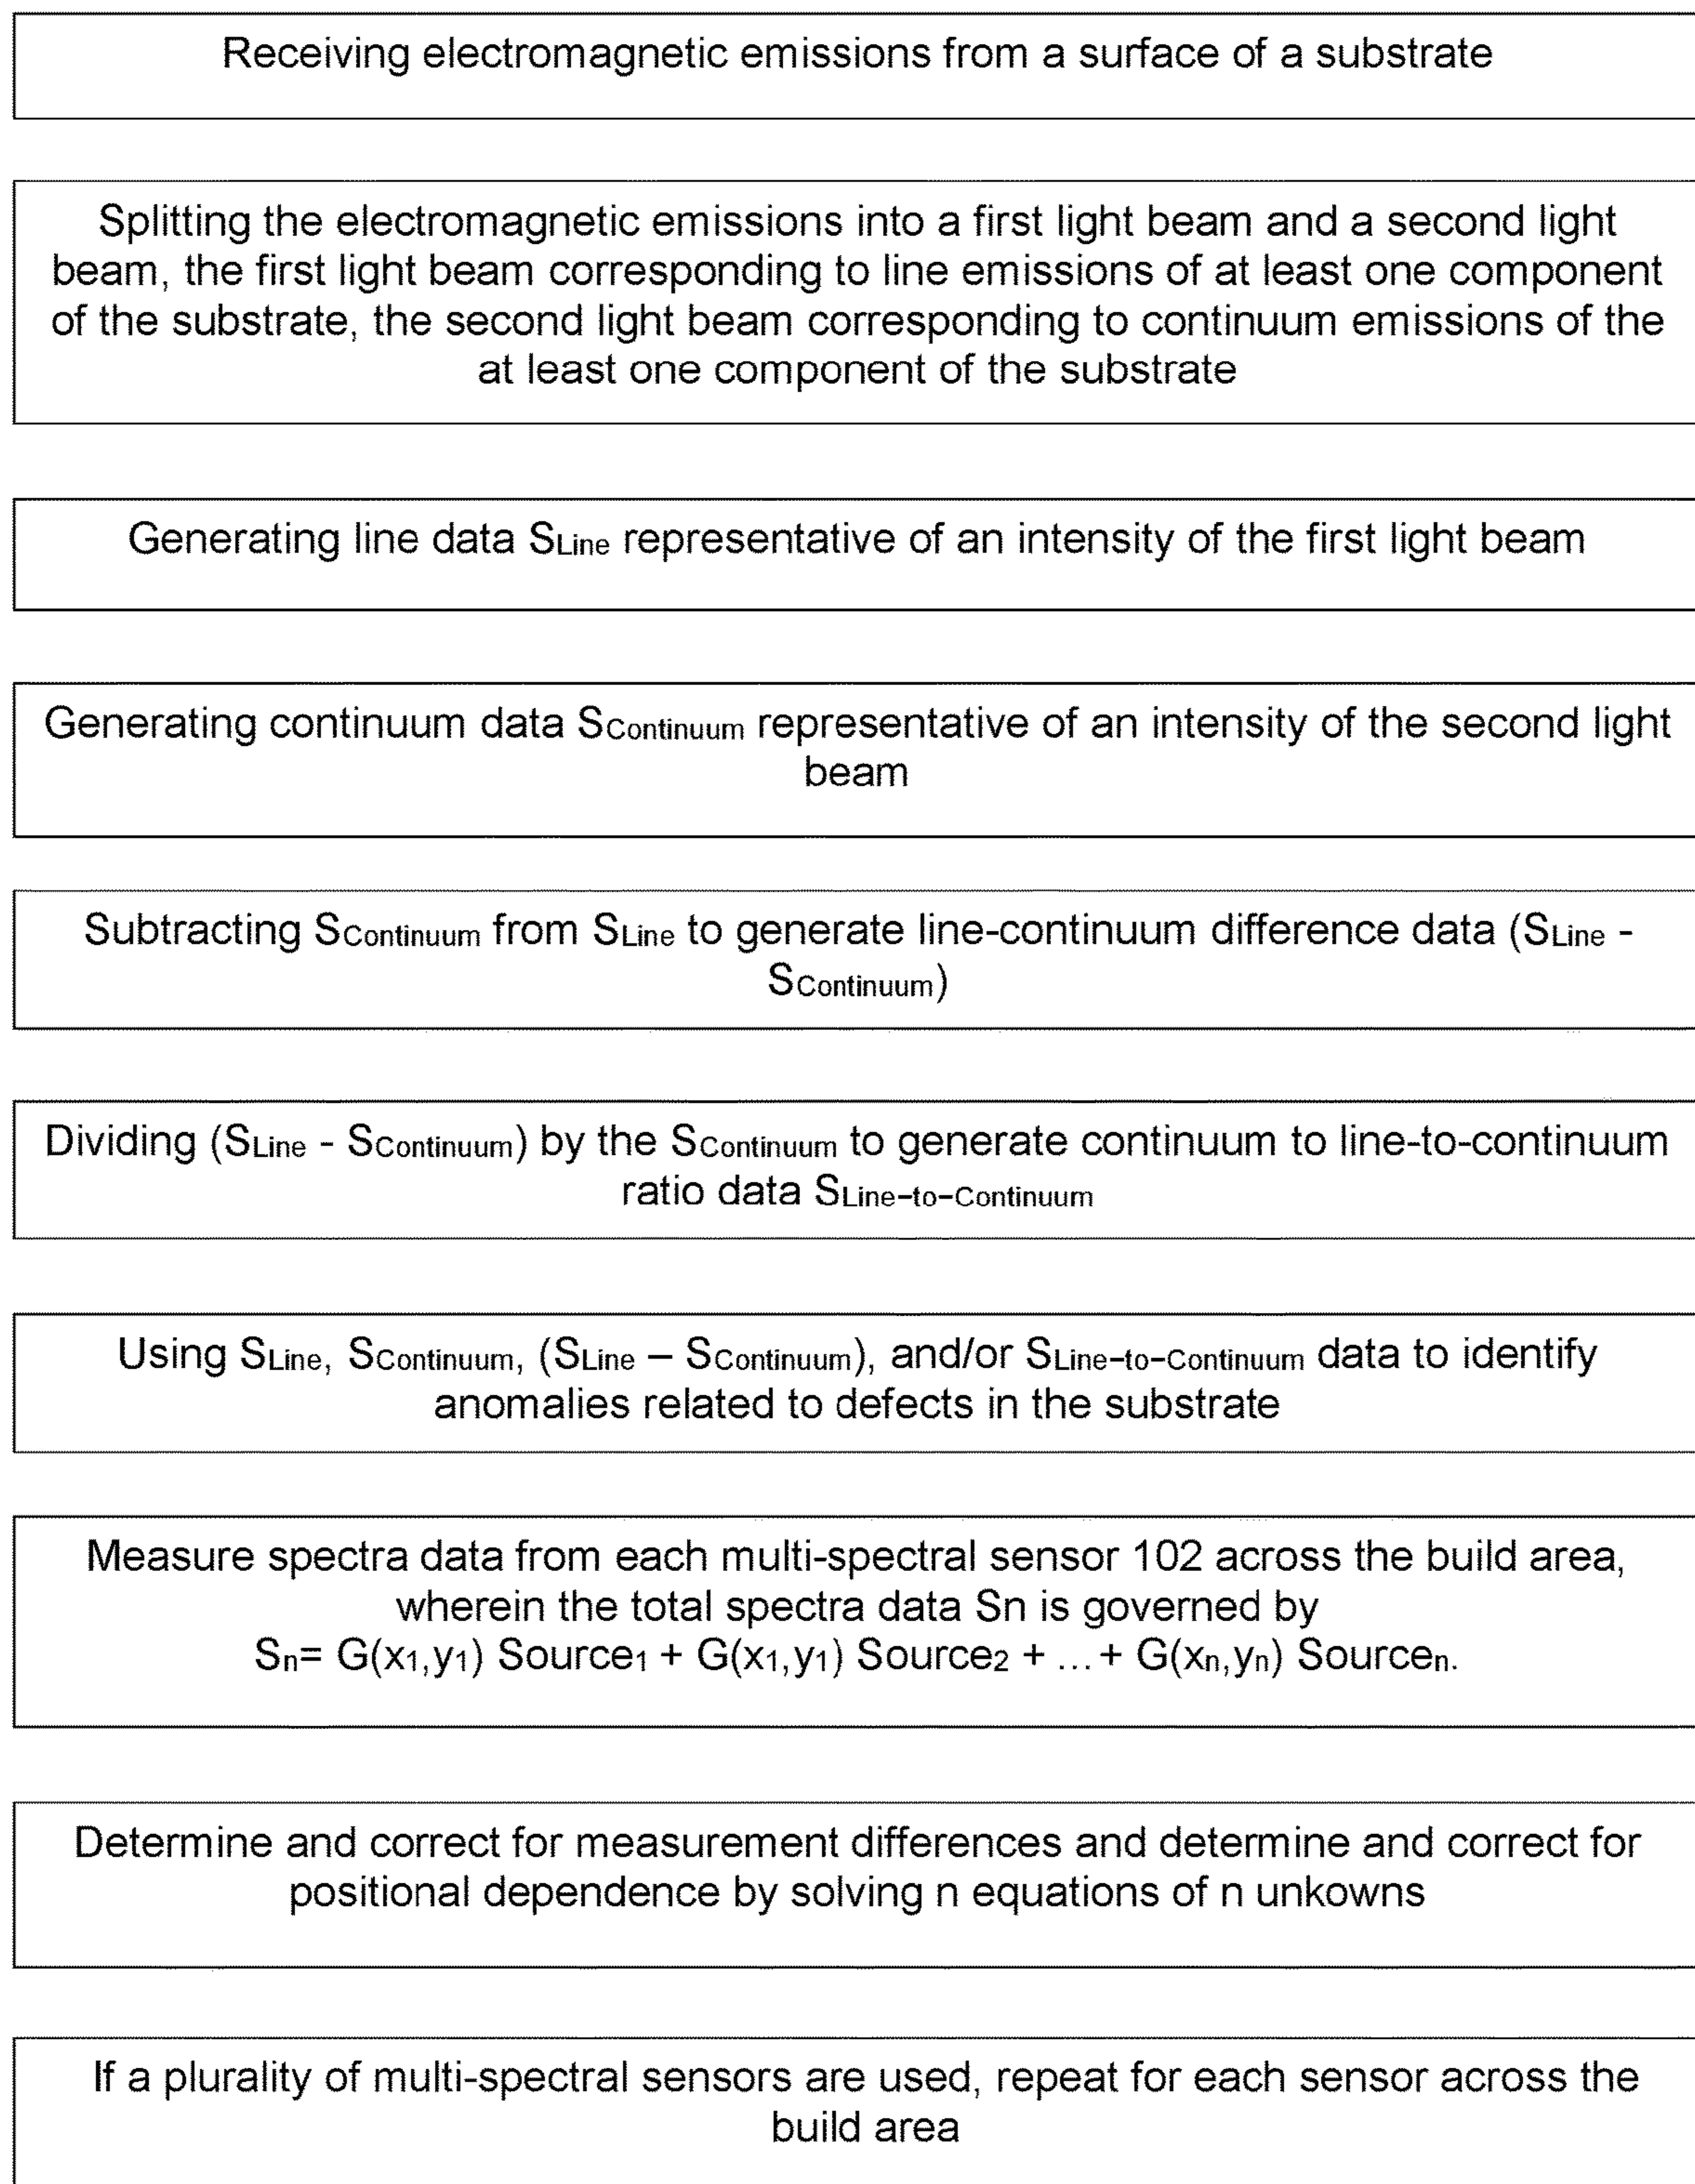 Receiving electromagnetic emissions from a surface of a substrate
Splitting the electromagnetic emissions into a first light beam and a second light
beam, the first light beam corresponding to line emissions of at least one component
of the substrate, the second light beam corresponding to continuum emissions of the
at least one component of the substrate
Generating line data SLine representative of an intensity of the first light beam
Generating continuum data SContinuum representative of an intensity of the second light
beam
Subtracting SContinuum from SLine to generate line-continuum difference data (SLine -
SContinuum)
Dividing (SLine - SContinuum) by the SContinuum to generate continuum to line-to-continuum
ratio data SLine–to–Continuum
Using SLine, SContinuum, (SLine – SContinuum), and/or SLine–to–Continuum data to identify
anomalies related to defects in the substrate
Measure spectra data from each multi-spectral sensor 102 across the build area,
wherein the total spectra data Sn is governed by
Sn= G(x1,y1) Source1 + G(x1,y1) Source2 + ...+ G(xn,yn) Sourcen.
Determine and correct for measurement differences and determine and correct for
positional dependence by solving n equations of n unkowns
If a plurality of multi-spectral sensors are used, repeat for each sensor across the
build area